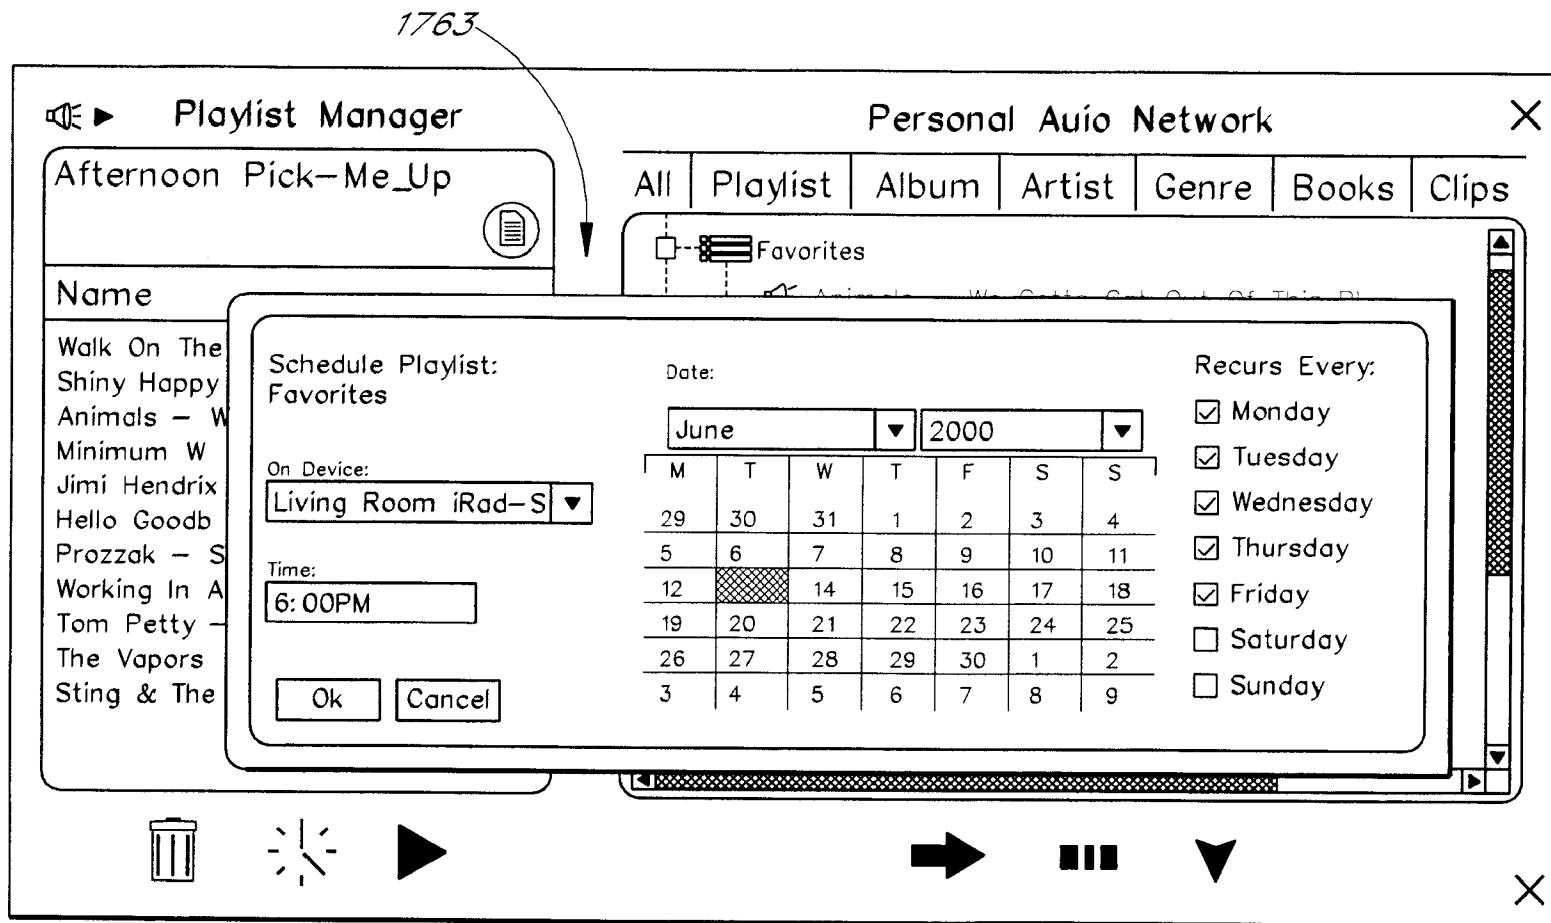 1763
Playlist Manager
Personal Auio Network
Afternoon Pick-Me_Up
All Playlist Album Artist Genre Books Clips
Favorites
Name
Walk On The
Shiny Happy
Animals – W
Minimum W
Jimi Hendrix
Hello Goodb
Prozzak – S
Working In A
Tom Petty –
The Vapors
Sting & The
Schedule Playlist:
Favorites
On Device:
Living Room iRad-S
Time:
6:00PM
Ok Cancel
Date:
June 2000
M T W T F S S
29 30 31 1 2 3 4
5 6 7 8 9 10 11
12 14 15 16 17 18
19 20 21 22 23 24 25
26 27 28 29 30 1 2
3 4 5 6 7 8 9
Recurs Every:
Monday
Tuesday
Wednesday
Thursday
Friday
Saturday
Sunday